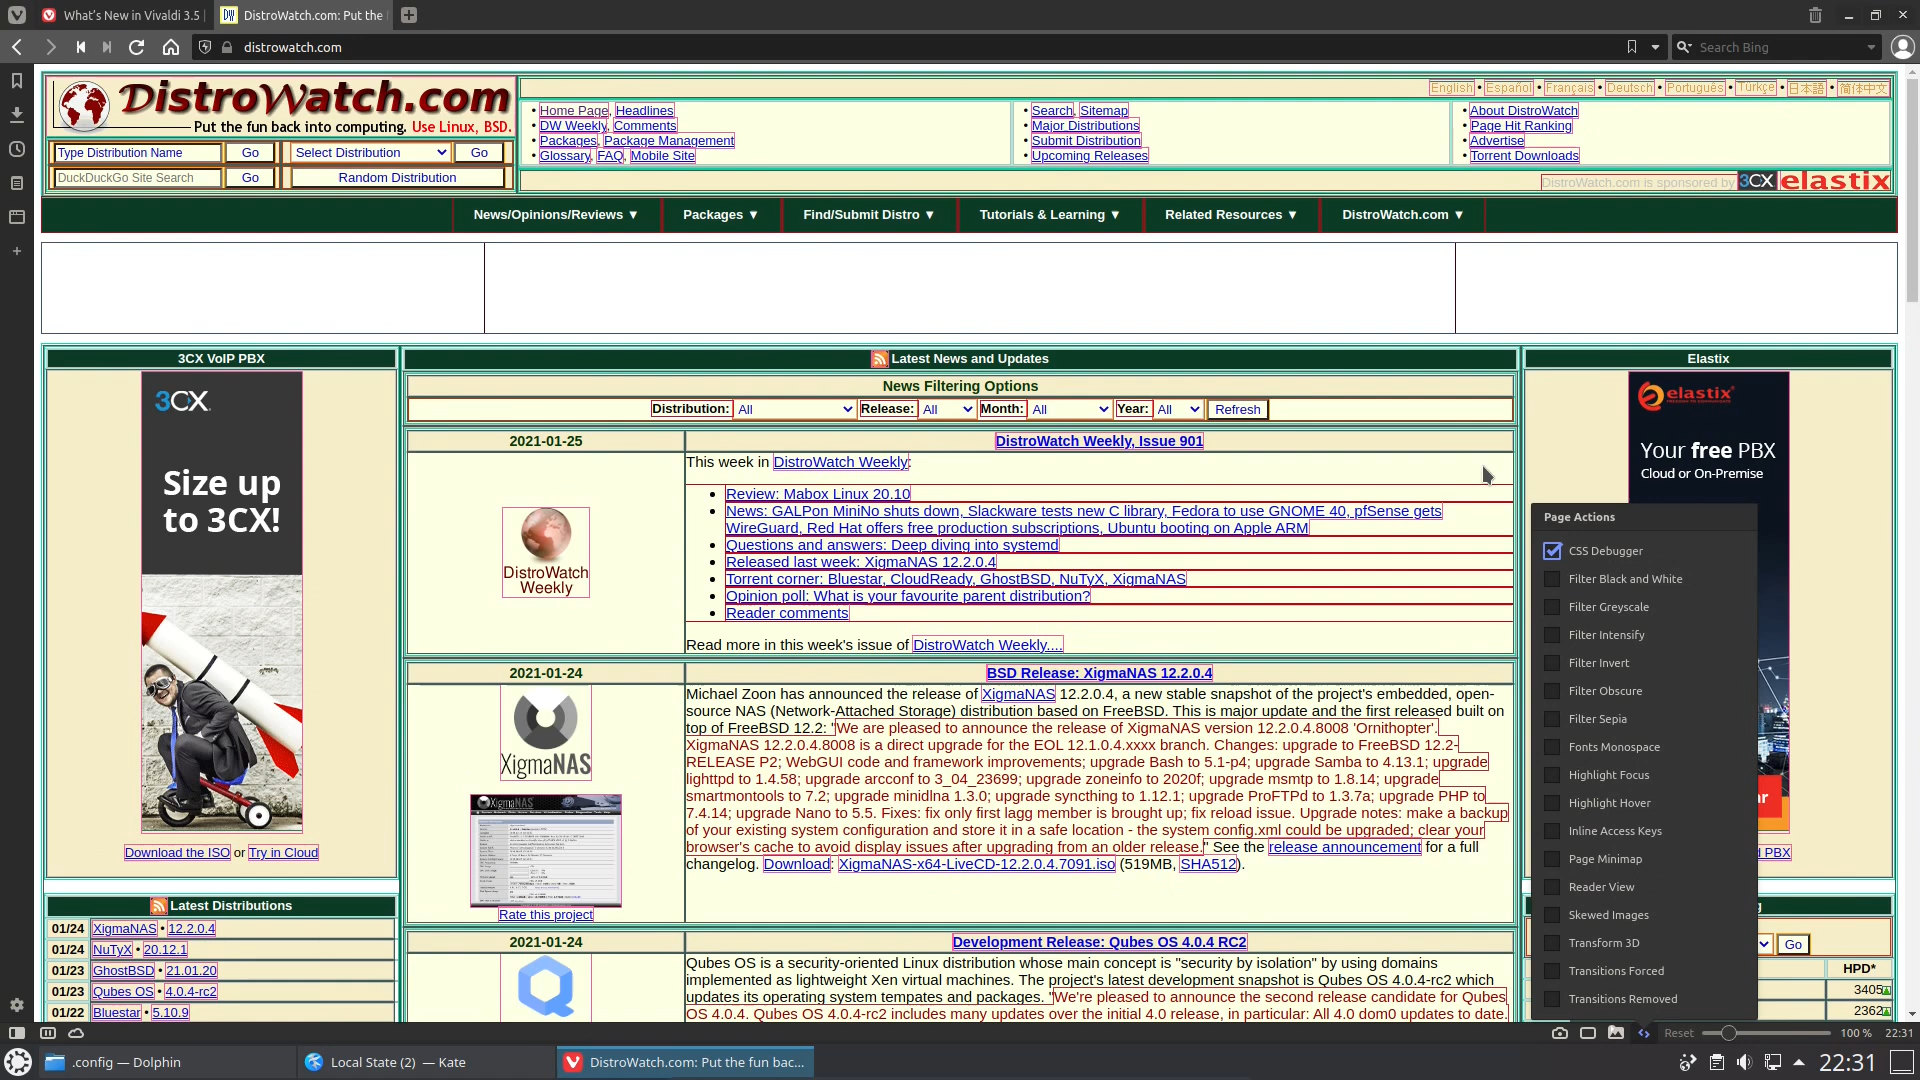 What's New in Vivaldi 3.5
DistroWatch.com: Put the
distrowatch.com
Search Bing
DistroWatch.com
Put the fun back into computing. Use Linux, BSD.
English • Español • Français • Deutsch • Português • Türkçe • 日本語 • 简体中文
• Home Page, Headlines
• DW Weekly, Comments
• Packages, Package Management
• Glossary, FAQ, Mobile Site
• Search, Sitemap
• Major Distributions
• Submit Distribution
• Upcoming Releases
• About DistroWatch
• Page Hit Ranking
• Advertise
• Torrent Downloads
Type Distribution Name Go Select Distribution Go
DuckDuckGo Site Search Go Random Distribution
DistroWatch.com is sponsored by 3CX elastix
News/Opinions/Reviews ▼ Packages ▼ Find/Submit Distro ▼ Tutorials & Learning ▼ Related Resources ▼ DistroWatch.com ▼
3CX VoIP PBX
3CX.
Size up
to 3CX!
Download the ISO or Try in Cloud
Latest Distributions
01/24 XigmaNAS • 12.2.0.4
01/24 NuTyX • 20.12.1
01/23 GhostBSD • 21.01.20
01/23 Qubes OS • 4.0.4-rc2
01/22 Bluestar • 5.10.9
Latest News and Updates
News Filtering Options
Distribution: All Release: All Month: All Year: All Refresh
2021-01-25 DistroWatch Weekly, Issue 901
DistroWatch
Weekly
This week in DistroWatch Weekly:
• Review: Mabox Linux 20.10
• News: GALPon MiniNo shuts down, Slackware tests new C library, Fedora to use GNOME 40, pfSense gets
WireGuard, Red Hat offers free production subscriptions, Ubuntu booting on Apple ARM
• Questions and answers: Deep diving into systemd
• Released last week: XigmaNAS 12.2.0.4
• Torrent corner: Bluestar, CloudReady, GhostBSD, NuTyX, XigmaNAS
• Opinion poll: What is your favourite parent distribution?
• Reader comments
Read more in this week's issue of DistroWatch Weekly....
2021-01-24 BSD Release: XigmaNAS 12.2.0.4
XigmaNAS
XigmaNAS
Rate this project
Michael Zoon has announced the release of XigmaNAS 12.2.0.4, a new stable snapshot of the project's embedded, open-
source NAS (Network-Attached Storage) distribution based on FreeBSD. This is major update and the first released built on
top of FreeBSD 12.2: "We are pleased to announce the release of XigmaNAS version 12.2.0.4.8008 'Ornithopter'.
XigmaNAS 12.2.0.4.8008 is a direct upgrade for the EOL 12.1.0.4.xxxx branch. Changes: upgrade to FreeBSD 12.2-
RELEASE P2; WebGUI code and framework improvements; upgrade Bash to 5.1-p4; upgrade Samba to 4.13.1; upgrade
lighttpd to 1.4.58; upgrade arcconf to 3_04_23699; upgrade zoneinfo to 2020f; upgrade msmtp to 1.8.14; upgrade
smartmontools to 7.2; upgrade minidlna 1.3.0; upgrade syncthing to 1.12.1; upgrade ProFTPd to 1.3.7a; upgrade PHP to
7.4.14; upgrade Nano to 5.5. Fixes: fix only first lagg member is brought up; fix reload issue. Upgrade notes: make a backup
of your existing system configuration and store it in a safe location - the system config.xml could be upgraded; clear your
browser's cache to avoid display issues after upgrading from an older release." See the release announcement for a full
changelog. Download: XigmaNAS-x64-LiveCD-12.2.0.4.7091.iso (519MB, SHA512).
2021-01-24 Development Release: Qubes OS 4.0.4 RC2
Qubes OS is a security-oriented Linux distribution whose main concept is "security by isolation" by using domains
implemented as lightweight Xen virtual machines. The project's latest development snapshot is Qubes OS 4.0.4-rc2 which
updates its operating system tempates and packages. "We're pleased to announce the second release candidate for Qubes
OS 4.0.4. Qubes OS 4.0.4-rc2 includes many updates over the initial 4.0 release, in particular: All 4.0 dom0 updates to date.
Elastix
elastix
Your free PBX
Cloud or On-Premise
PBX
Go
HPD*
3405
2362
Page Actions
CSS Debugger
Filter Black and White
Filter Greyscale
Filter Intensify
Filter Invert
Filter Obscure
Filter Sepia
Fonts Monospace
Highlight Focus
Highlight Hover
Inline Access Keys
Page Minimap
Reader View
Skewed Images
Transform 3D
Transitions Forced
Transitions Removed
Reset 100 % 22:31
.config — Dolphin
Local State (2) — Kate
DistroWatch.com: Put the fun bac...
22:31